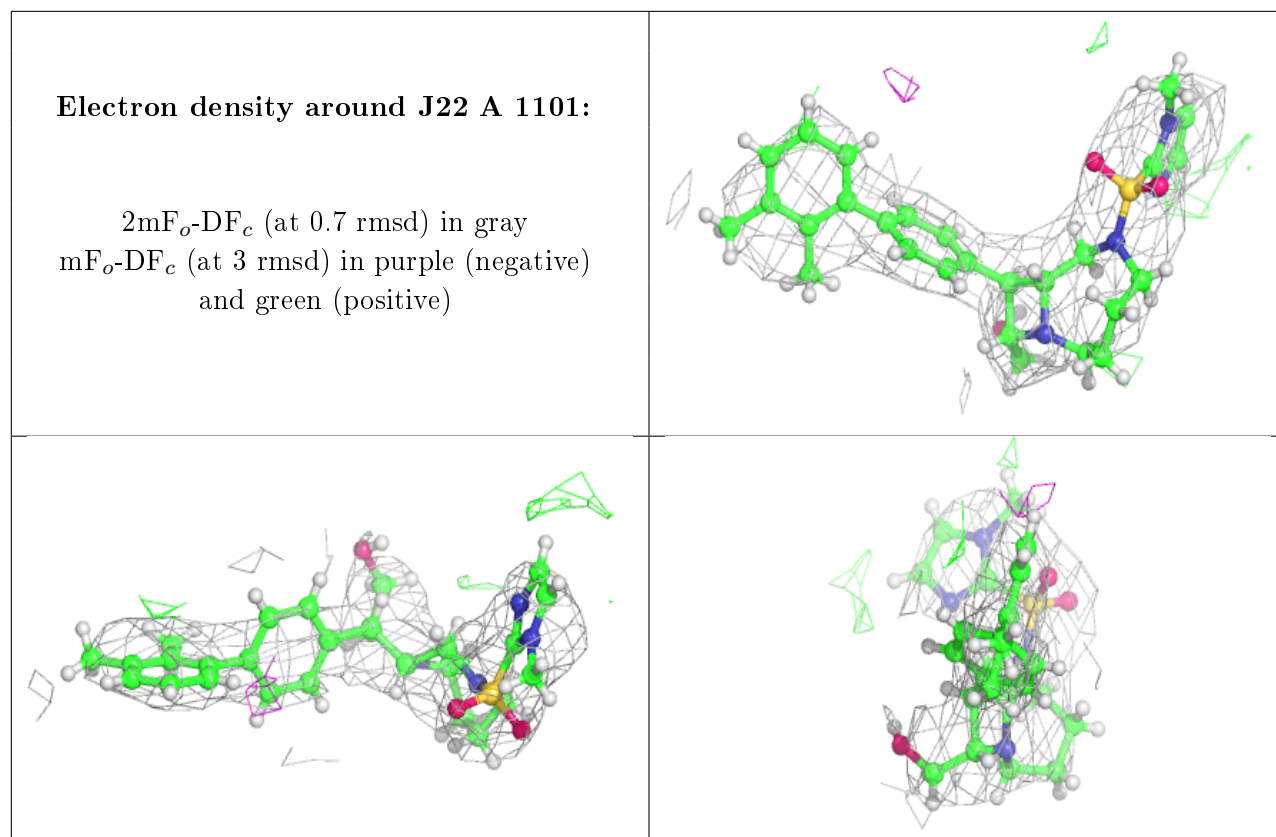 Electron density around J22 A 1101:
2mFₒ-DF𝒸 (at 0.7 rmsd) in gray
mFₒ-DF𝒸 (at 3 rmsd) in purple (negative)
and green (positive)